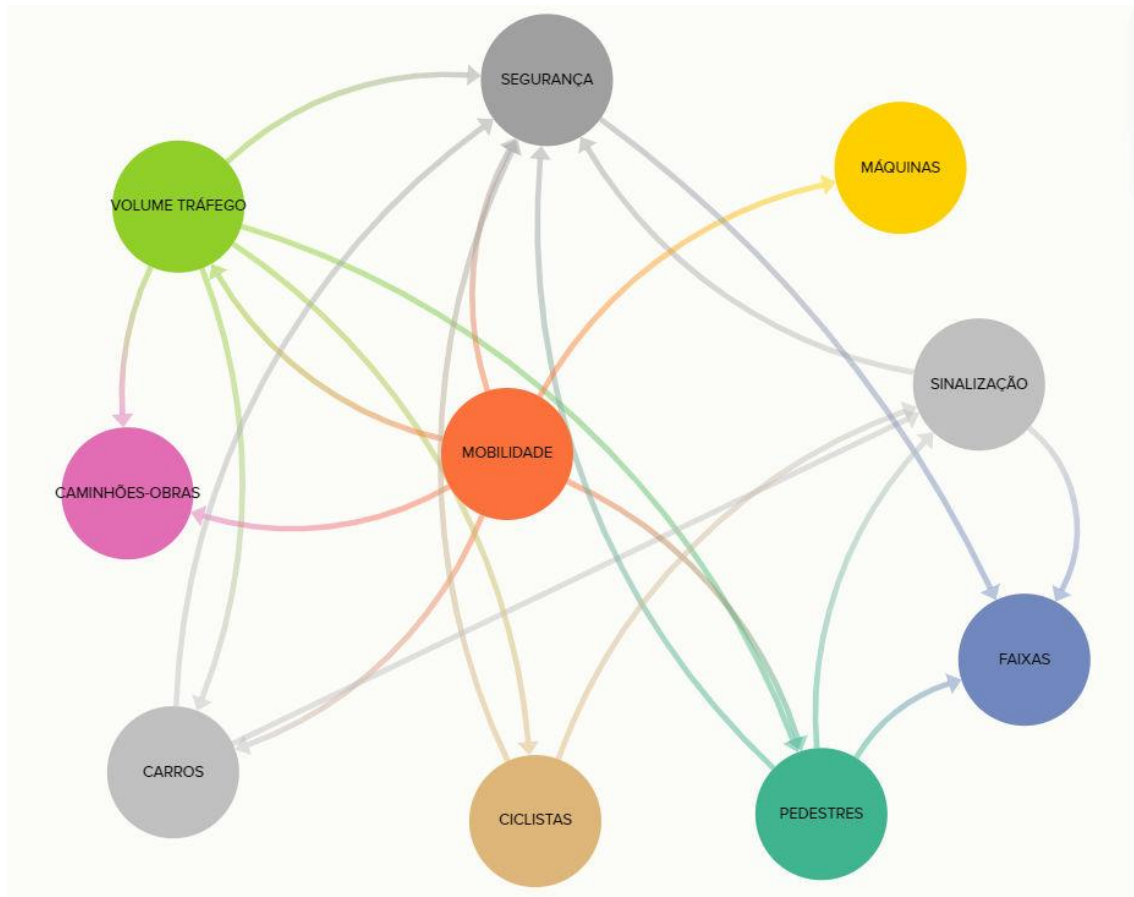 SEGURANÇA
MÁQUINAS
VOLUME TRÁFEGO
SINALIZAÇÃO
MOBILIDADE
CAMINHÕES-OBRAS
FAIXAS
CARROS
CICLISTAS
PEDESTRES